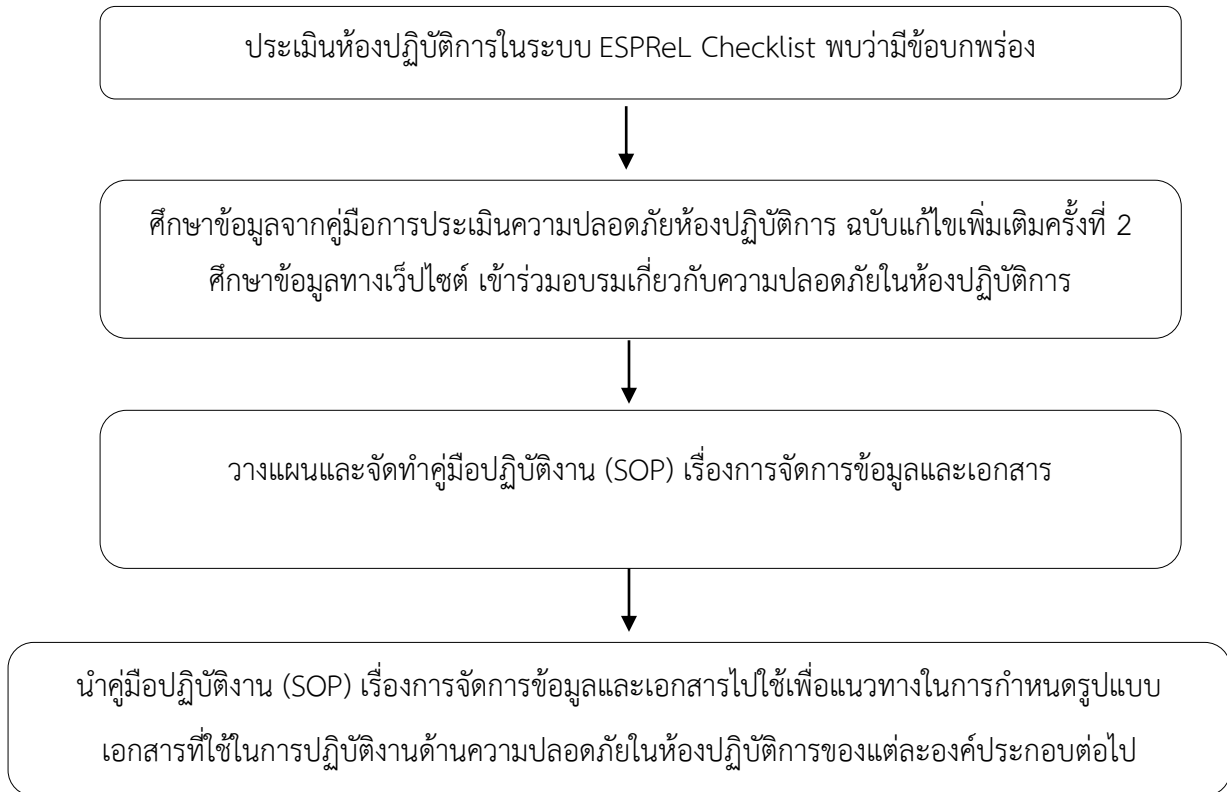 ประเมินห้องปฏิบัติการในระบบ ESPReL Checklist พบว่ามีข้อบกพร่อง
ศึกษาข้อมูลจากคู่มือการประเมินความปลอดภัยห้องปฏิบัติการ ฉบับแก้ไขเพิ่มเติมครั้งที่ 2
ศึกษาข้อมูลทางเว็ปไซต์ เข้าร่วมอบรมเกี่ยวกับความปลอดภัยในห้องปฏิบัติการ
วางแผนและจัดทำคู่มือปฏิบัติงาน (SOP) เรื่องการจัดการข้อมูลและเอกสาร
นำคู่มือปฏิบัติงาน (SOP) เรื่องการจัดการข้อมูลและเอกสารไปใช้เพื่อแนวทางในการกำหนดรูปแบบ
เอกสารที่ใช้ในการปฏิบัติงานด้านความปลอดภัยในห้องปฏิบัติการของแต่ละองค์ประกอบต่อไป